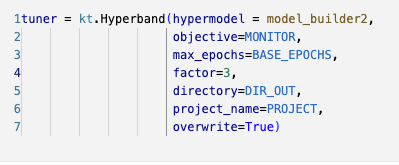 1tuner = kt.Hyperband(hypermodel = model_builder2,
2                     objective=MONITOR,
3                     max_epochs=BASE_EPOCHS,
4                     factor=3,
5                     directory=DIR_OUT,
6                     project_name=PROJECT,
7                     overwrite=True)